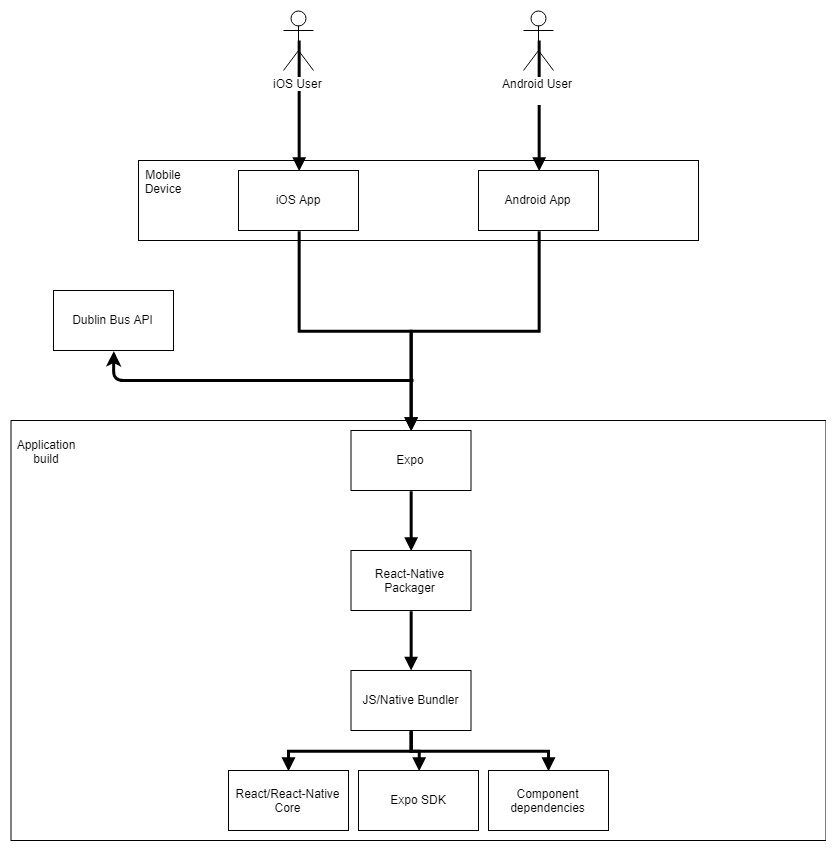 iOS User
Android User
Mobile
Device
iOS App
Android App
Dublin Bus API
Application
build
Expo
React-Native
Packager
JS/Native Bundler
React/React-Native
Core
Expo SDK
Component
dependencies